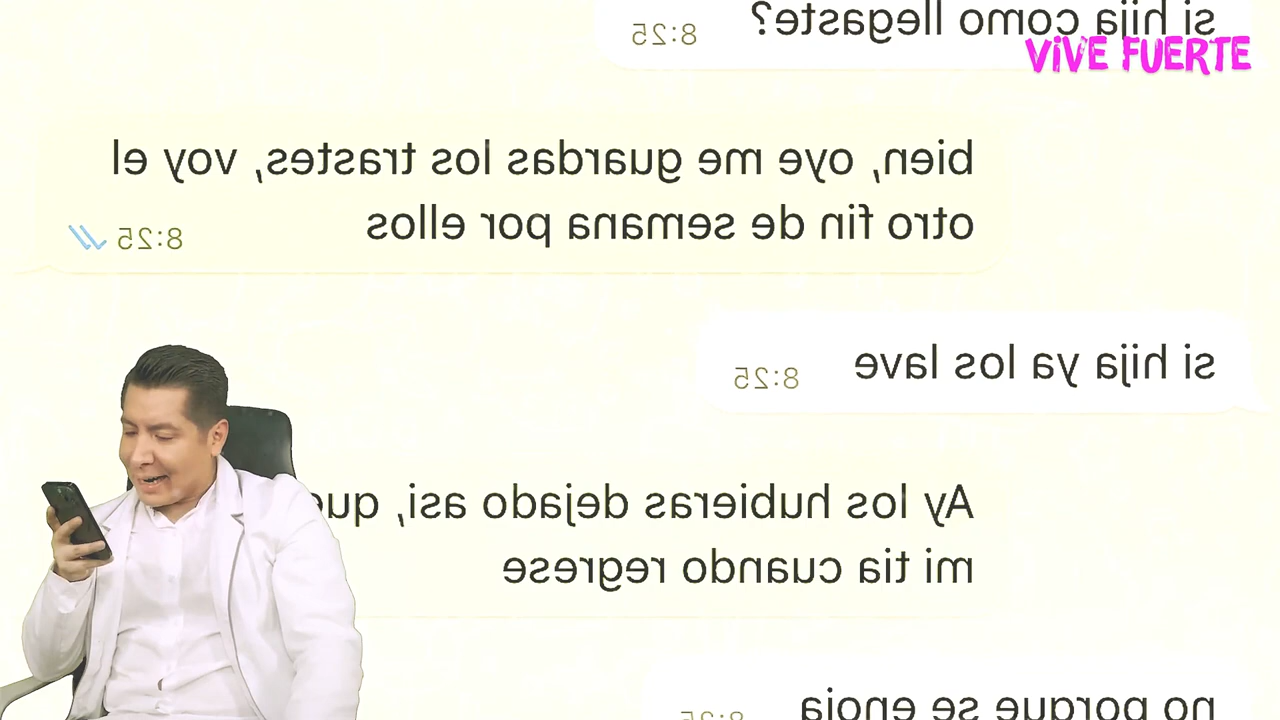 si hija como llegaste?
8:25
VIVE FUERTE
bien, oye me guardas los trastes, voy el
otro fin de semana por ellos
8:25
si hija ya los lave
8:25
Ay los hubieras dejado asi,
mi tia cuando regrese
no porque se enoja
8:25